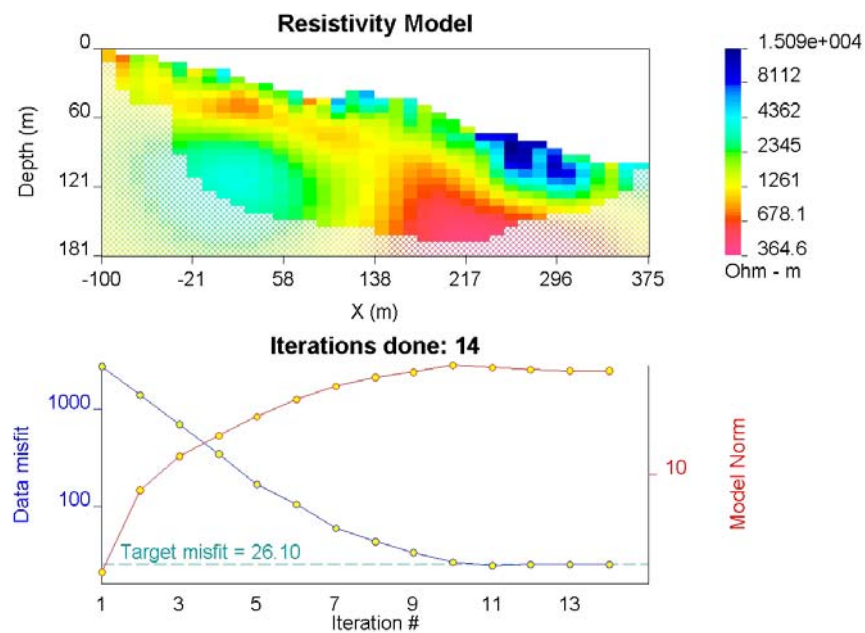 Resistivity Model
0
60
121
181
Depth (m)
-100 -21 58 138 217 296 375
X (m)
1.509e+004
8112
4362
2345
1261
678.1
364.6
Ohm - m
Iterations done: 14
1000
100
Data misfit
Target misfit = 26.10
10
Model Norm
1 3 5 7 9 11 13
Iteration #